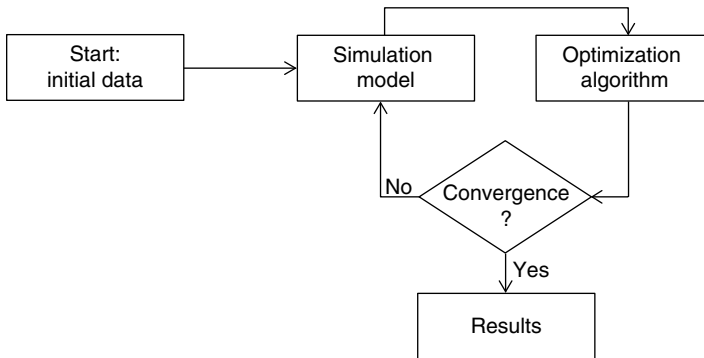 Start:
initial data
Simulation
model
Optimization
algorithm
No
Convergence
?
Yes
Results